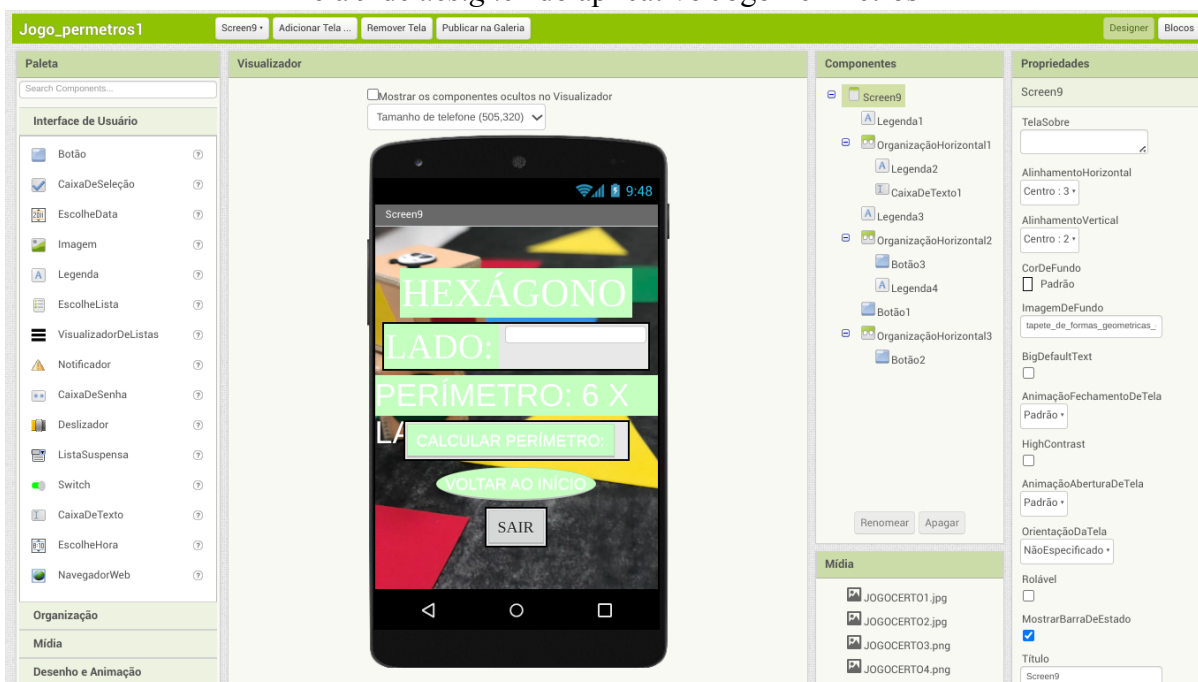 Jogo_permetros1
Screen9
Adicionar Tela ...
Remover Tela
Publicar na Galeria
Designer
Blocos
Paleta
Search Components...
Interface de Usuário
Botão
CaixaDeSeleção
EscolheData
Imagem
Legenda
EscolheLista
VisualizadorDeListas
Notificador
CaixaDeSenha
Deslizador
ListaSuspensa
Switch
CaixaDeTexto
EscolheHora
NavegadorWeb
Organização
Mídia
Desenho e Animação
Visualizador
Mostrar os componentes ocultos no Visualizador
Tamanho de telefone (505,320)
9:48
Screen9
HEXÁGONO
LADO:
PERÍMETRO: 6 X
CALCULAR PERÍMETRO:
VOLTAR AO INÍCIO
SAIR
Componentes
Screen9
Legenda1
OrganizaçãoHorizontal1
Legenda2
CaixaDeTexto1
Legenda3
OrganizaçãoHorizontal2
Botão3
Legenda4
Botão1
OrganizaçãoHorizontal3
Botão2
Renomear
Apagar
Mídia
JOGOCERTO1.jpg
JOGOCERTO2.jpg
JOGOCERTO3.png
JOGOCERTO4.png
Propriedades
Screen9
TelaSobre
AlinhamentoHorizontal
Centro : 3
AlinhamentoVertical
Centro : 2
CorDeFundo
Padrão
ImagemDeFundo
tapete_de_formas_geometricas_
BigDefaultText
AnimaçãoFechamentoDeTela
Padrão
HighContrast
AnimaçãoAberturaDeTela
Padrão
OrientaçãoDaTela
NãoEspecificado
Rolável
MostrarBarraDeEstado
Título
Screen9